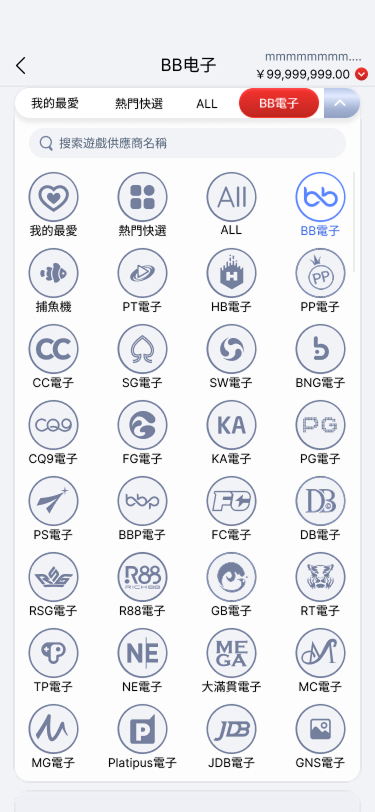 mmmmmmmm....
BB电子
￥99,999,999.00
我的最愛 熱門快選 ALL BB電子
搜索遊戲供應商名稱
All
我的最愛 熱門快選 ALL BB電子
PP
捕魚機 PT電子 HB電子 PP電子
CC
CC電子 SG電子 SW電子 BNG電子
CQ9 KA PG
CQ9電子 FG電子 KA電子 PG電子
bbp FC DB
PS電子 BBP電子 FC電子 DB電子
RSG R88 RICH88
RSG電子 R88電子 GB電子 RT電子
NE MEGA M
TP電子 NE電子 大滿貫電子 MC電子
JDB
MG電子 Platipus電子 JDB電子 GNS電子